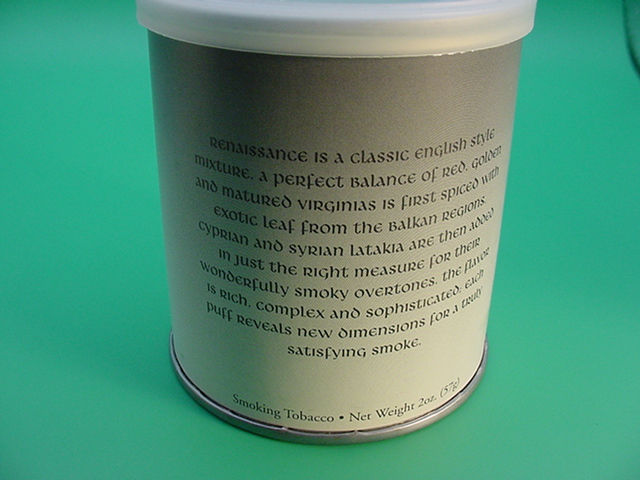 Renaissance is a classic English style
mixture. A perfect balance of red, golden
and matured virginias is first spiced with
exotic leaf from the Balkan regions.
Cyprian and Syrian Latakia are then added
in just the right measure for their
wonderfully smoky overtones. The flavor
is rich, complex and sophisticated; each
puff reveals new dimensions for a truly
satisfying smoke.
Smoking Tobacco • Net Weight 2oz. (57g)